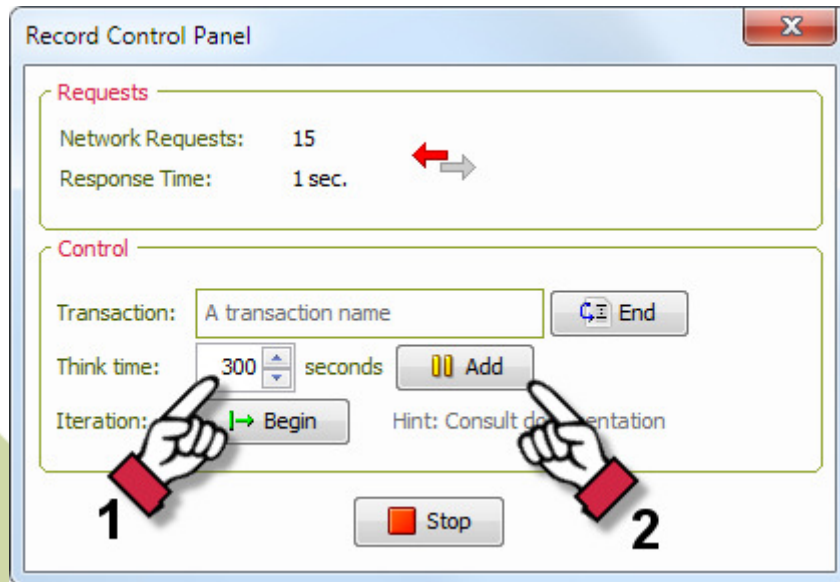 Record Control Panel
Requests
Network Requests: 15
Response Time: 1 sec.
Control
Transaction: A transaction name End
Think time: 300 seconds Add
Iteration: Begin Hint: Consult documentation
1
2
Stop